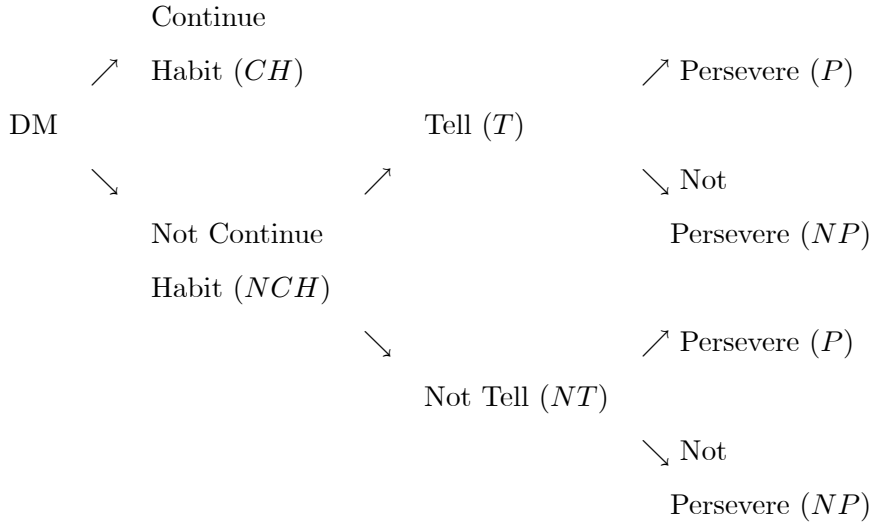 Continue
↗ Habit (CH) ↗ Persevere (P)
DM Tell (T)
↘ ↗ ↘ Not
Not Continue Persevere (NP)
Habit (NCH)
↘ ↗ Persevere (P)
Not Tell (NT)
↘ Not
Persevere (NP)